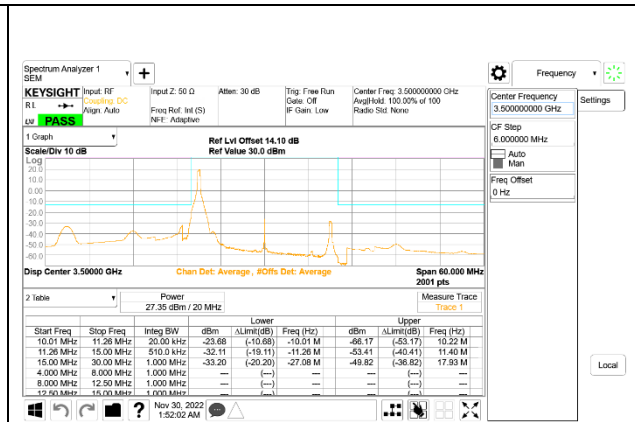 Spectrum Analyzer 1
SEM
Frequency
KEYSIGHT Input: RF Input Z: 50 Ω Atten: 30 dB Trig: Free Run Center Freq: 3.500000000 GHz
RL Coupling: DC Gate: Off Avg|Hold: 100.00% of 100
Align: Auto Freq Ref: Int (S) IF Gain: Low Radio Std: None
NFE: Adaptive
PASS
Center Frequency
3.500000000 GHz
Settings
CF Step
6.000000 MHz
Auto
Man
Freq Offset
0 Hz
1 Graph
Ref Lvl Offset 14.10 dB
Scale/Div 10 dB Ref Value 30.0 dBm
Log
20.0
10.0
0.00
-10.0
-20.0
-30.0
-40.0
-50.0
-60.0
Disp Center 3.50000 GHz Chan Det: Average , #Offs Det: Average Span 60.000 MHz
2001 pts
2 Table Power Measure Trace
27.35 dBm / 20 MHz Trace 1
Lower Upper
Start Freq Stop Freq Integ BW dBm ΔLimit(dB) Freq (Hz) dBm ΔLimit(dB) Freq (Hz)
10.01 MHz 11.26 MHz 20.00 kHz -23.68 (-10.68) -10.01 M -66.17 (-53.17) 10.22 M
11.26 MHz 15.00 MHz 510.0 kHz -32.11 (-19.11) -11.26 M -53.41 (-40.41) 11.40 M
15.00 MHz 30.00 MHz 1.000 MHz -33.20 (-20.20) -27.08 M -49.82 (-36.82) 17.93 M
4.000 MHz 8.000 MHz 1.000 MHz --- (---) --- (---)
8.000 MHz 12.50 MHz 1.000 MHz --- (---) --- (---)
12.50 MHz 15.00 MHz 1.000 MHz --- (---) --- (---)
Local
Nov 30, 2022
1:52:02 AM